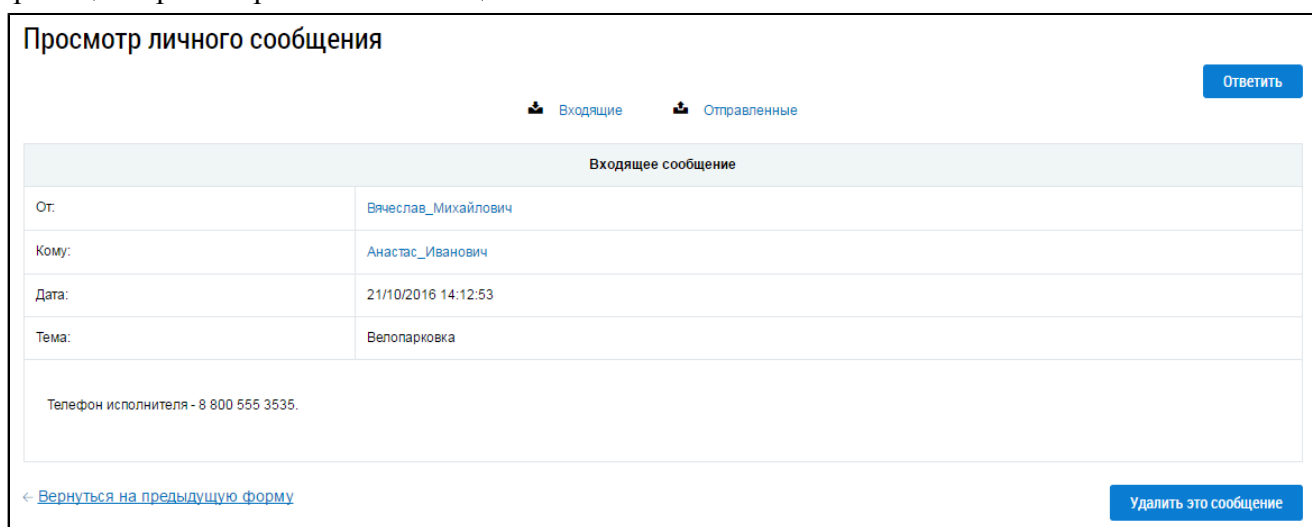 Просмотр личного сообщения
Ответить
Входящие Отправленные
Входящее сообщение
От: Вячеслав_Михайлович
Кому: Анастас_Иванович
Дата: 21/10/2016 14:12:53
Тема: Велопарковка
Телефон исполнителя - 8 800 555 3535.
← Вернуться на предыдущую форму
Удалить это сообщение